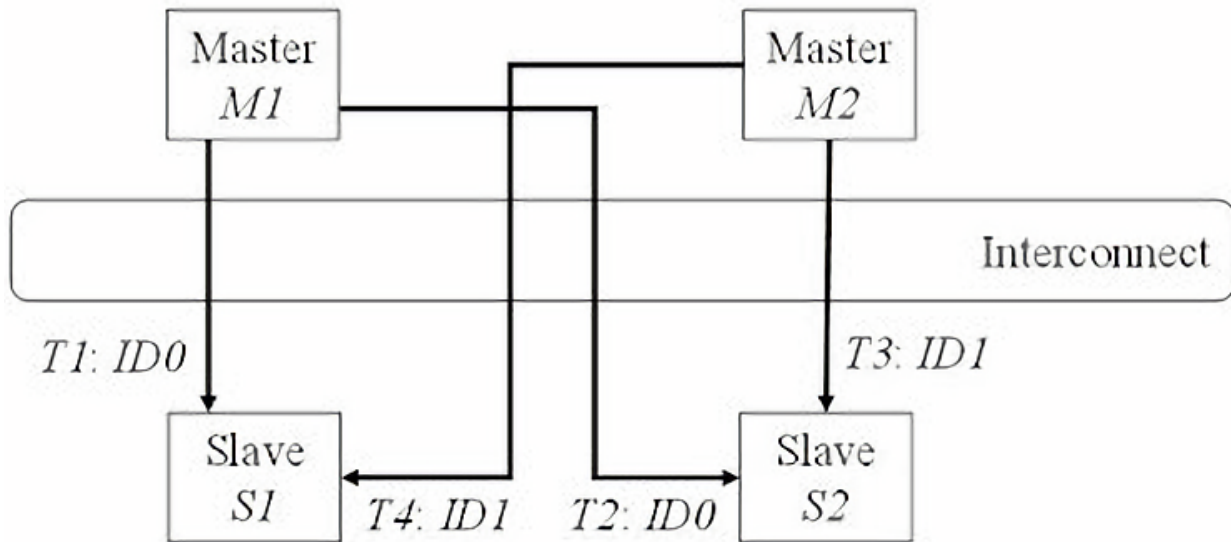 Master
M1
Master
M2
Interconnect
T1: ID0
T3: ID1
Slave
S1
T4: ID1
T2: ID0
Slave
S2